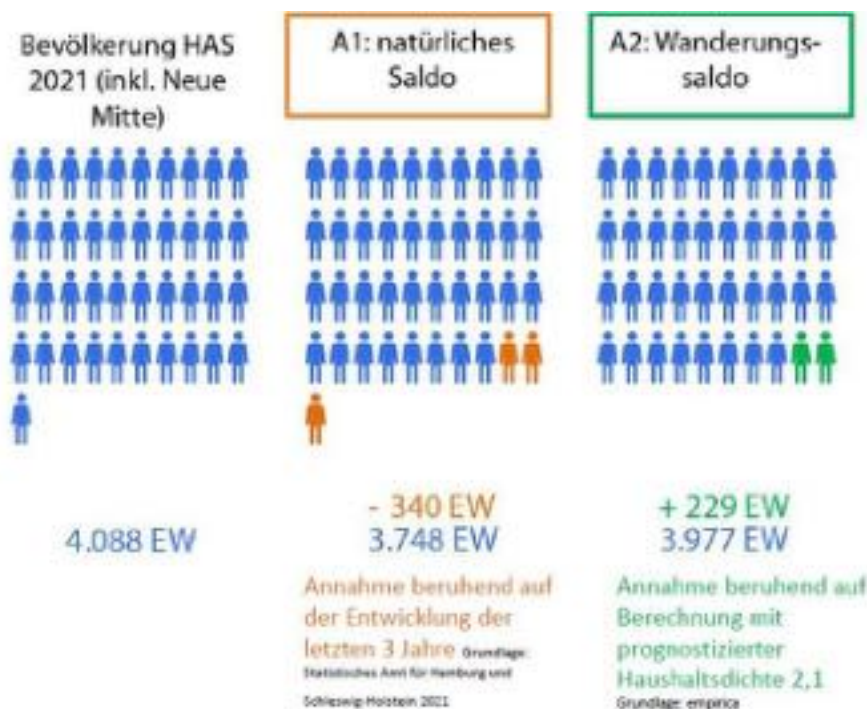 Bevölkerung HAS
2021 (inkl. Neue
Mitte)
A1: natürliches
Saldo
A2: Wanderungs-
saldo
4.088 EW
- 340 EW
3.748 EW
+ 229 EW
3.977 EW
Annahme beruhend auf
der Entwicklung der
letzten 3 Jahre Grundlage:
Statistisches Amt für Hamburg und
Schleswig-Holstein 2021
Annahme beruhend auf
Berechnung mit
prognostizierter
Haushaltsdichte 2,1
Grundlage: empirica